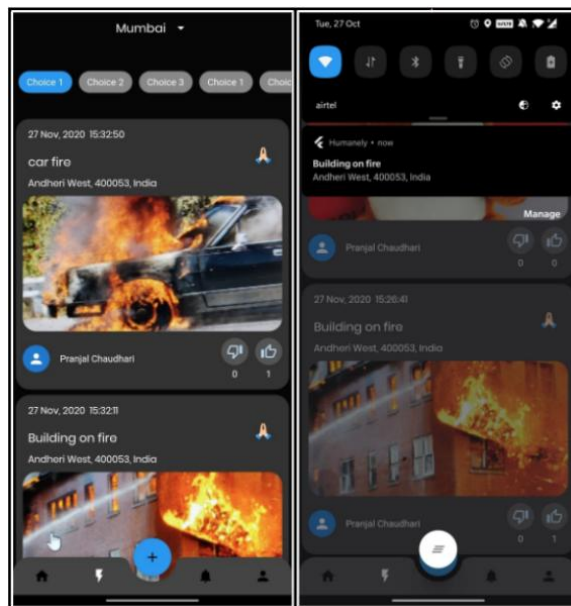 Mumbai
Choice 1 Choice 2 Choice 3 Choice 1 Choic
27 Nov, 2020 15:32:50
car fire
Andheri West, 400053, India
Pranjal Chaudhari
0 1
27 Nov, 2020 15:32:11
Building on fire
Andheri West, 400053, India
+
Tue, 27 Oct
airtel
Humanely • now
Building on fire
Andheri West, 400053, India
Manage
Pranjal Chaudhari
0 0
27 Nov, 2020 15:26:41
Building on fire
Andheri West, 400053, India
Pranjal Chaudhari
0 1